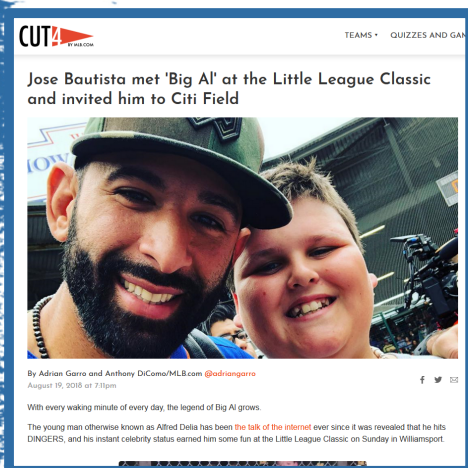 CUT4
BY MLB.COM
TEAMS
QUIZZES AND GAM
Jose Bautista met 'Big Al' at the Little League Classic
and invited him to Citi Field
By Adrian Garro and Anthony DiComo/MLB.com @adriangarro
August 19, 2018 at 7:11pm
With every waking minute of every day, the legend of Big Al grows.
The young man otherwise known as Alfred Delia has been the talk of the internet ever since it was revealed that he hits
DINGERS, and his instant celebrity status earned him some fun at the Little League Classic on Sunday in Williamsport.